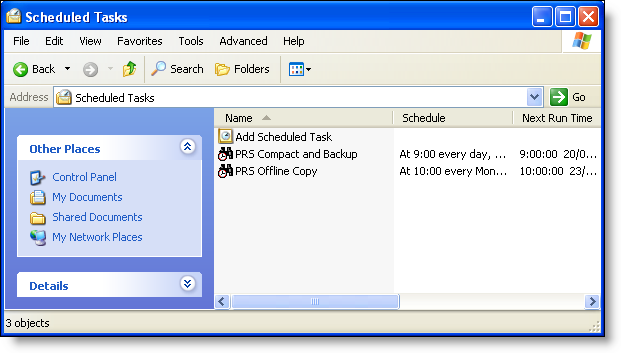 Scheduled Tasks
File Edit View Favorites Tools Advanced Help
Back Search Folders
Address Scheduled Tasks Go
Name Schedule Next Run Time
Add Scheduled Task
PRS Compact and Backup At 9:00 every day, ... 9:00:00 20/0...
PRS Offline Copy At 10:00 every Mon... 10:00:00 23/...
Other Places
Control Panel
My Documents
Shared Documents
My Network Places
Details
3 objects